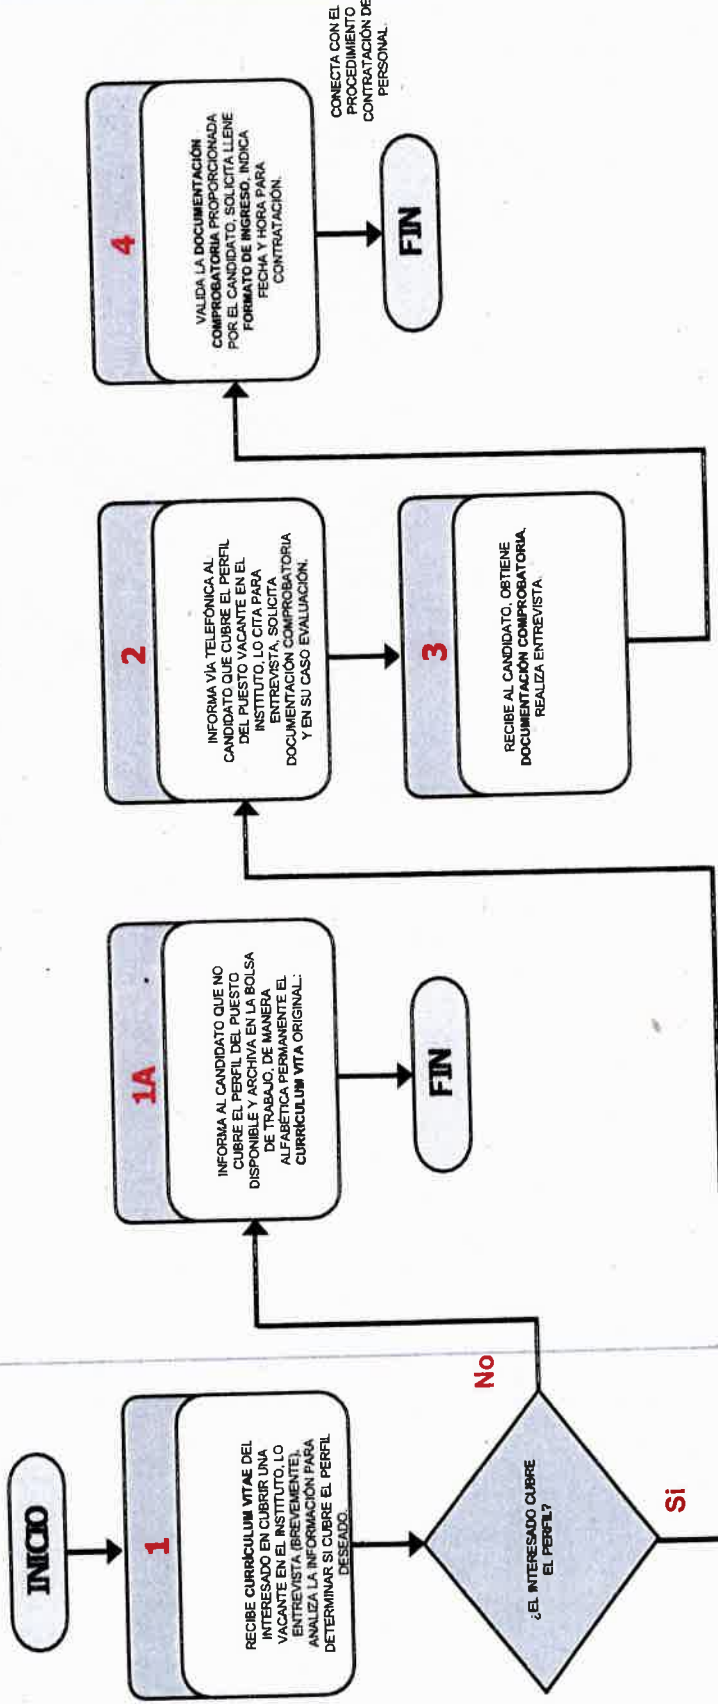 INICIO
1
RECIBE CURRÍCULUM VITAE DEL
INTERESADO EN CUBRIR UNA
VACANTE EN EL INSTITUTO, LO
ENTREVISTA (BREVEMENTE),
ANALIZA LA INFORMACIÓN PARA
DETERMINAR SI CUBRE EL PERFIL
DESEADO.
¿EL INTERESADO CUBRE
EL PERFIL?
No
Si
1A
INFORMA AL CANDIDATO QUE NO
CUBRE EL PERFIL DEL PUESTO
DISPONIBLE Y ARCHIVA EN LA BOLSA
DE TRABAJO, DE MANERA
ALFABÉTICA PERMANENTE EL
CURRÍCULUM VITA ORIGINAL.
FIN
2
INFORMA VÍA TELEFÓNICA AL
CANDIDATO QUE CUBRE EL PERFIL
DEL PUESTO VACANTE EN EL
INSTITUTO, LO CITA PARA
ENTREVISTA, SOLICITA
DOCUMENTACIÓN COMPROBATORIA
Y EN SU CASO EVALUACIÓN.
3
RECIBE AL CANDIDATO, OBTIENE
DOCUMENTACIÓN COMPROBATORIA,
REALIZA ENTREVISTA.
4
VALIDA LA DOCUMENTACIÓN
COMPROBATORIA PROPORCIONADA
POR EL CANDIDATO, SOLICITA LLENE
FORMATO DE INGRESO, INDICA
FECHA Y HORA PARA
CONTRATACIÓN.
FIN
CONECTA CON EL
PROCEDIMIENTO
CONTRATACIÓN DE
PERSONAL.